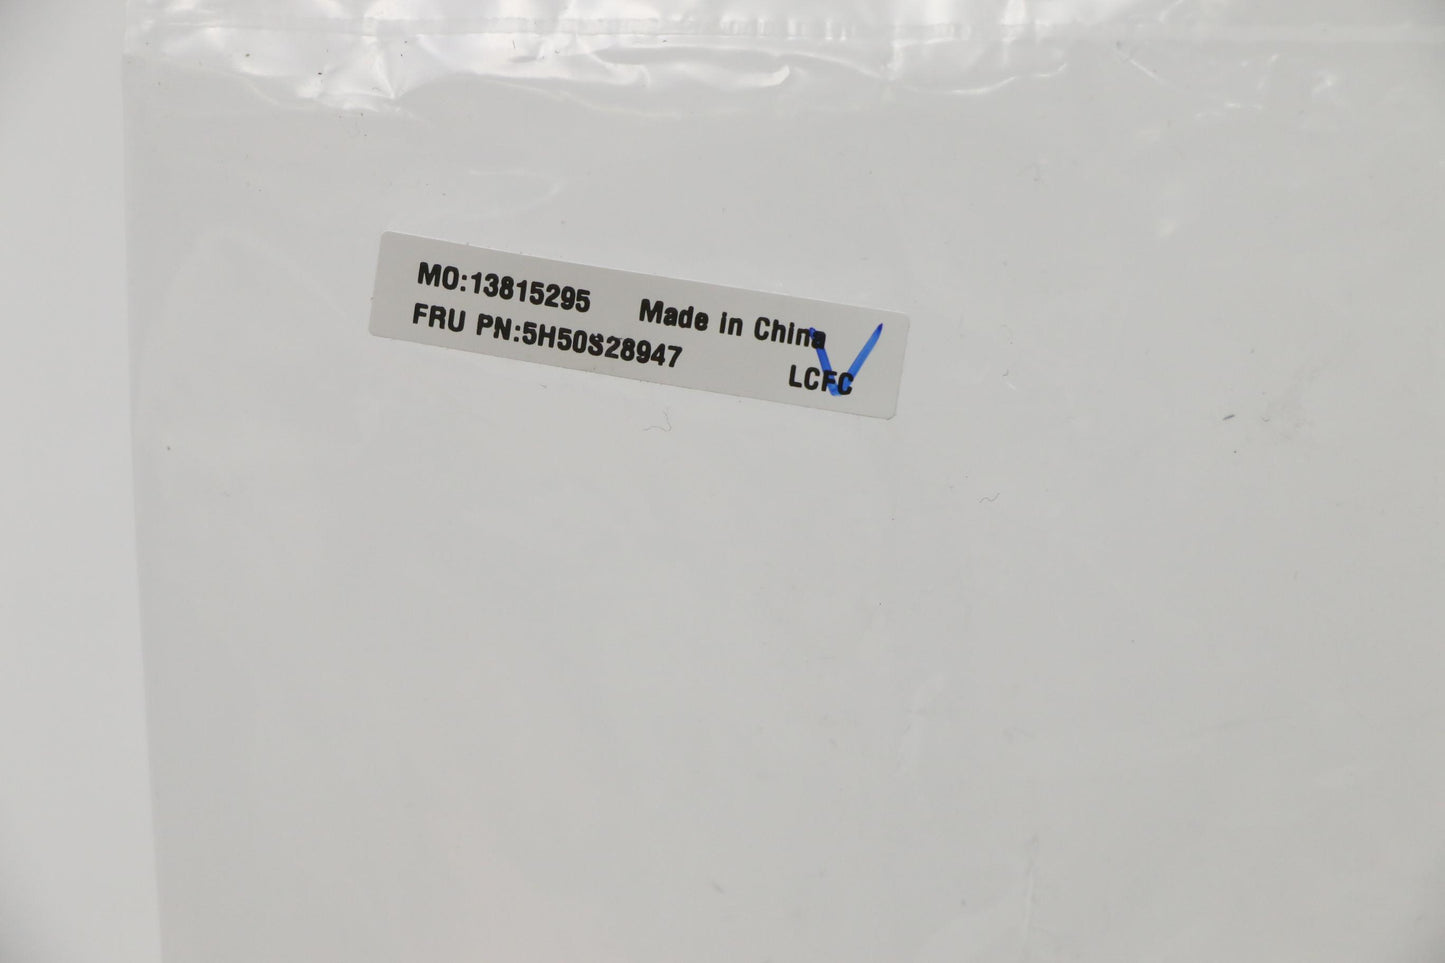 MO:13815295 Made in China
FRU PN:5H50S28947
LCFC